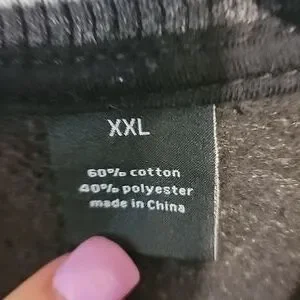 XXL
60% cotton
40% polyester
made in China